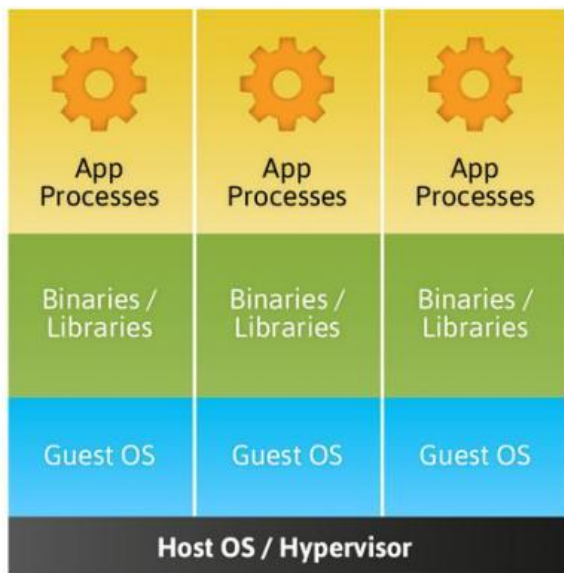 App
Processes
App
Processes
App
Processes
Binaries /
Libraries
Binaries /
Libraries
Binaries /
Libraries
Guest OS
Guest OS
Guest OS
Host OS / Hypervisor